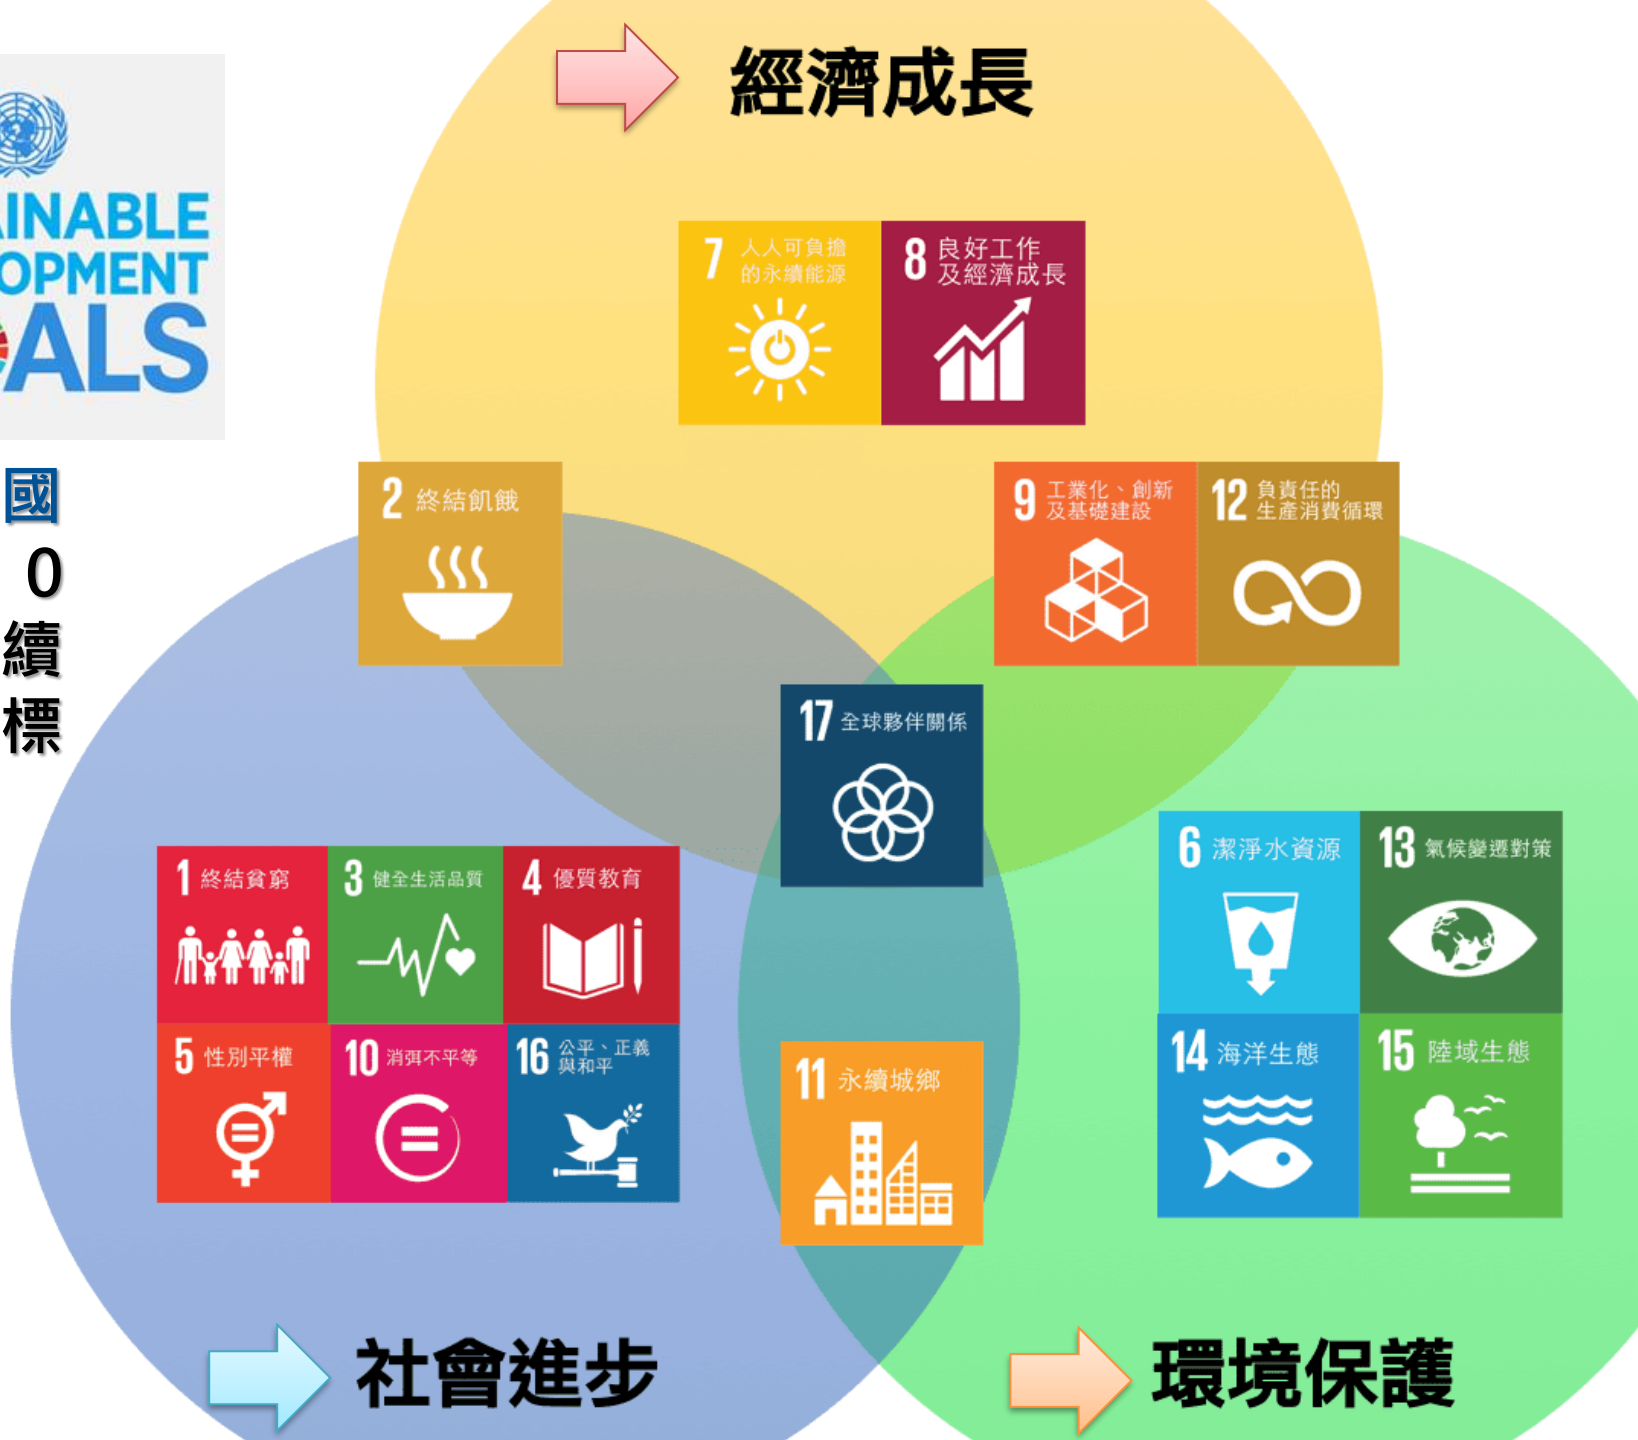 經濟成長
INABLE
OPMENT
ALS
國
0
續
標
7 人人可負擔
的永續能源
8 良好工作
及經濟成長
2 終結飢餓
9 工業化、創新
及基礎建設
12 負責任的
生產消費循環
17 全球夥伴關係
1 終結貧窮
3 健全生活品質
4 優質教育
5 性別平權
10 消弭不平等
16 公平、正義
與和平
6 潔淨水資源
13 氣候變遷對策
14 海洋生態
15 陸域生態
11 永續城鄉
社會進步
環境保護